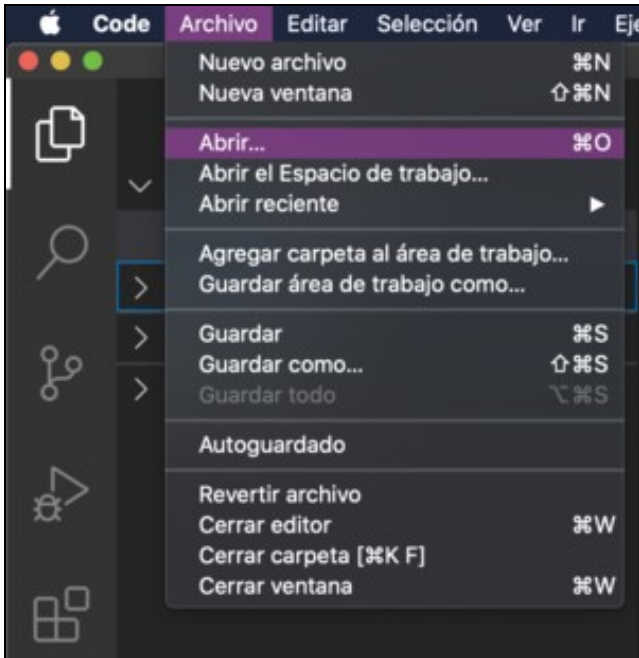 Code Archivo Editar Selección Ver Ir Eje
Nuevo archivo ⌘N
Nueva ventana ⇧⌘N
Abrir... ⌘O
Abrir el Espacio de trabajo...
Abrir reciente ▶
Agregar carpeta al área de trabajo...
Guardar área de trabajo como...
Guardar ⌘S
Guardar como... ⇧⌘S
Guardar todo ⌥⌘S
Autoguardado
Revertir archivo
Cerrar editor ⌘W
Cerrar carpeta [⌘K F]
Cerrar ventana ⌘W